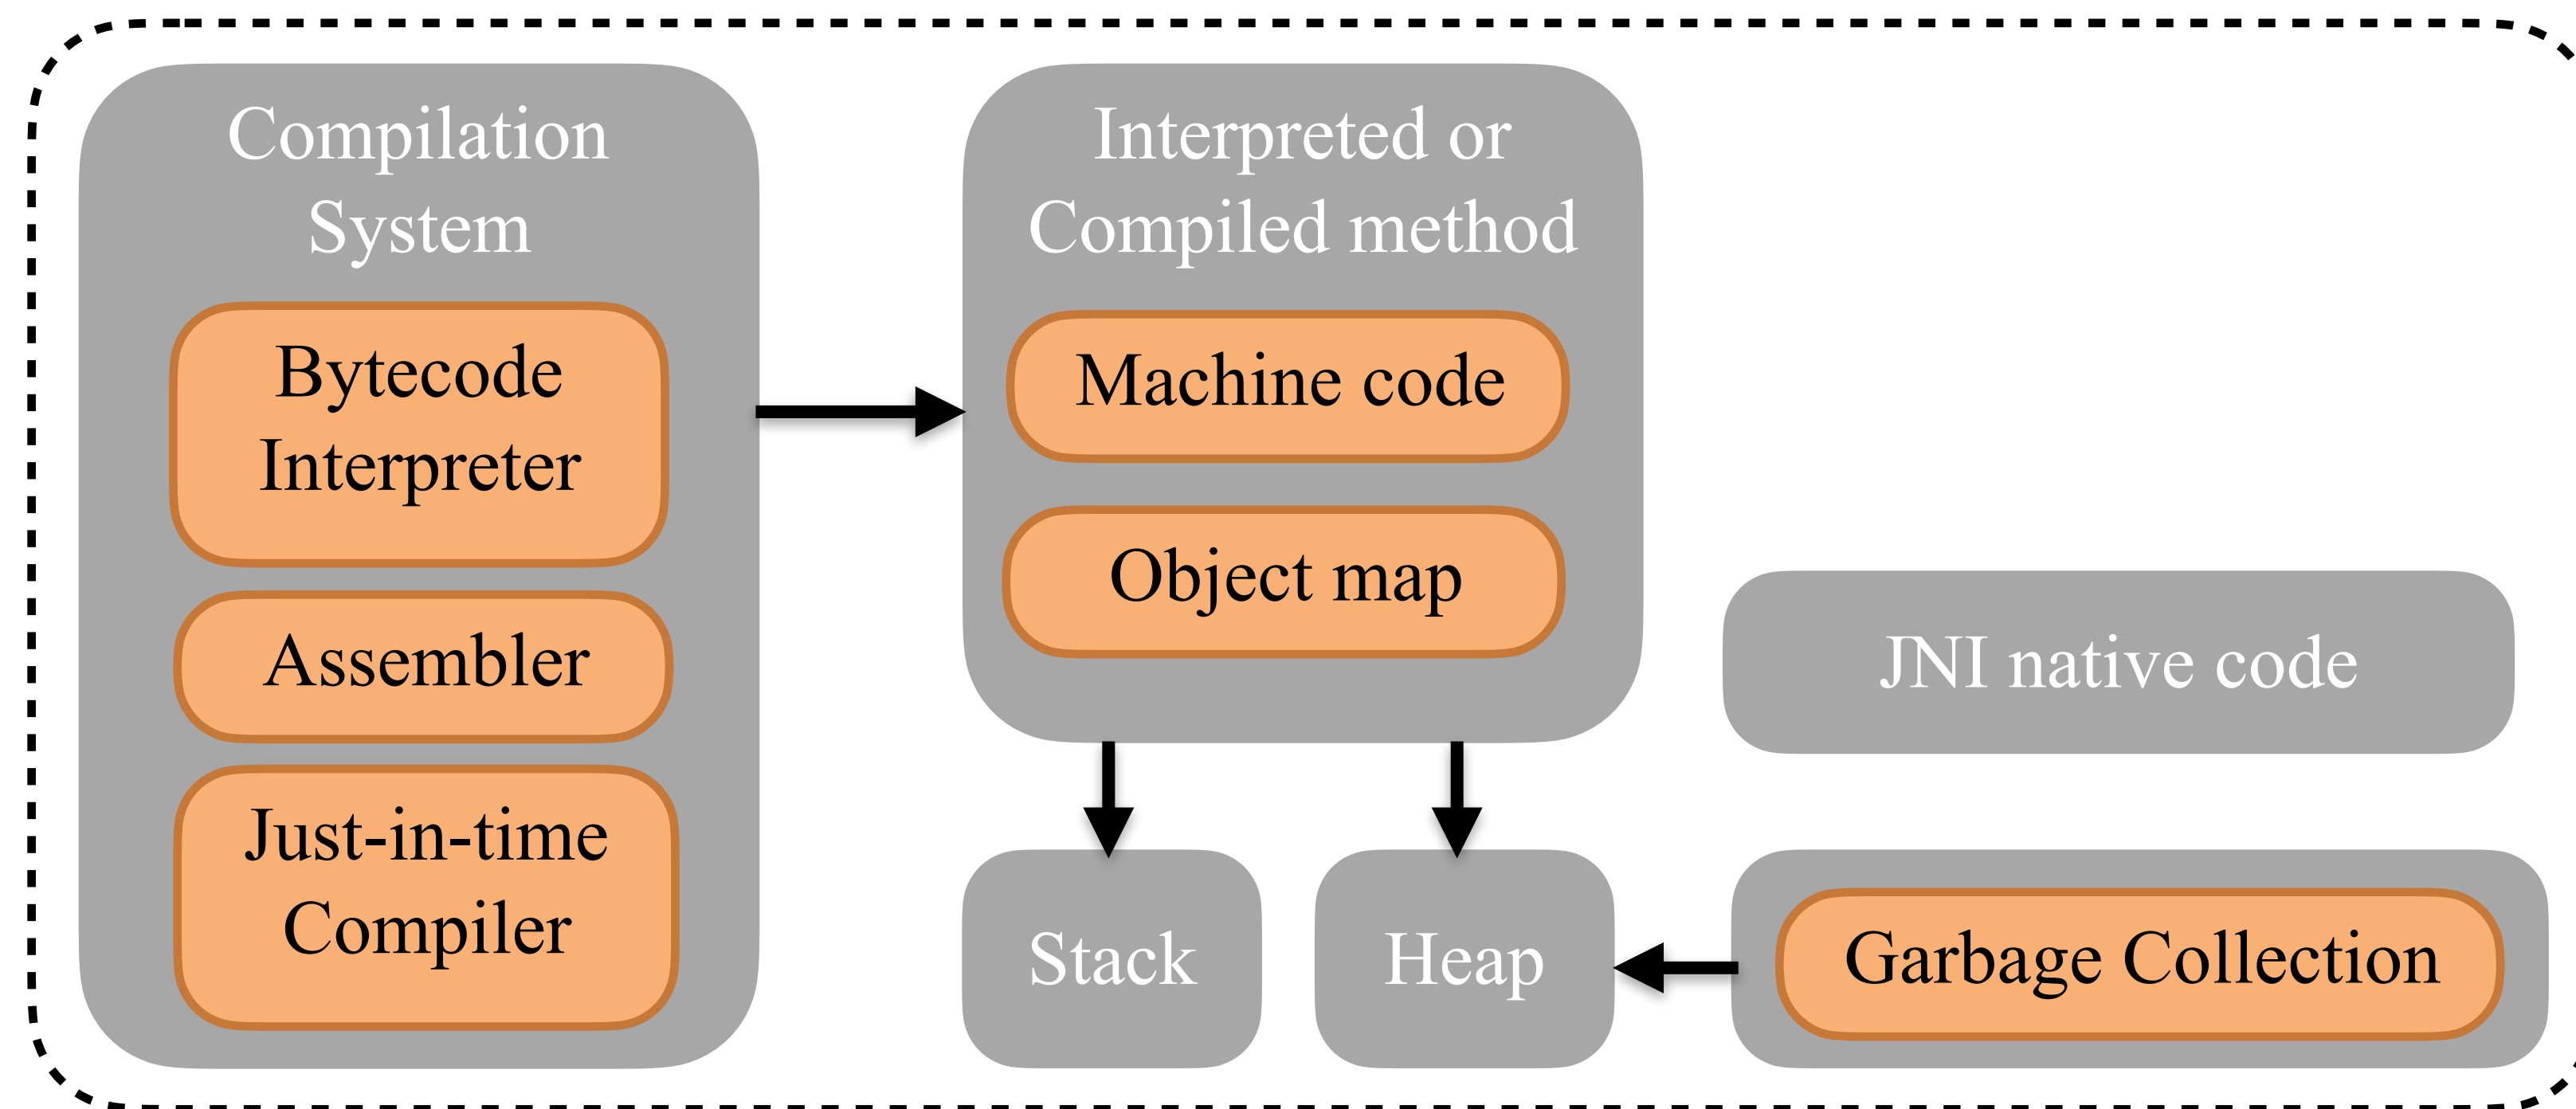 Compilation
System
Bytecode
Interpreter
Assembler
Just-in-time
Compiler
Interpreted or
Compiled method
Machine code
Object map
Stack
Heap
JNI native code
Garbage Collection